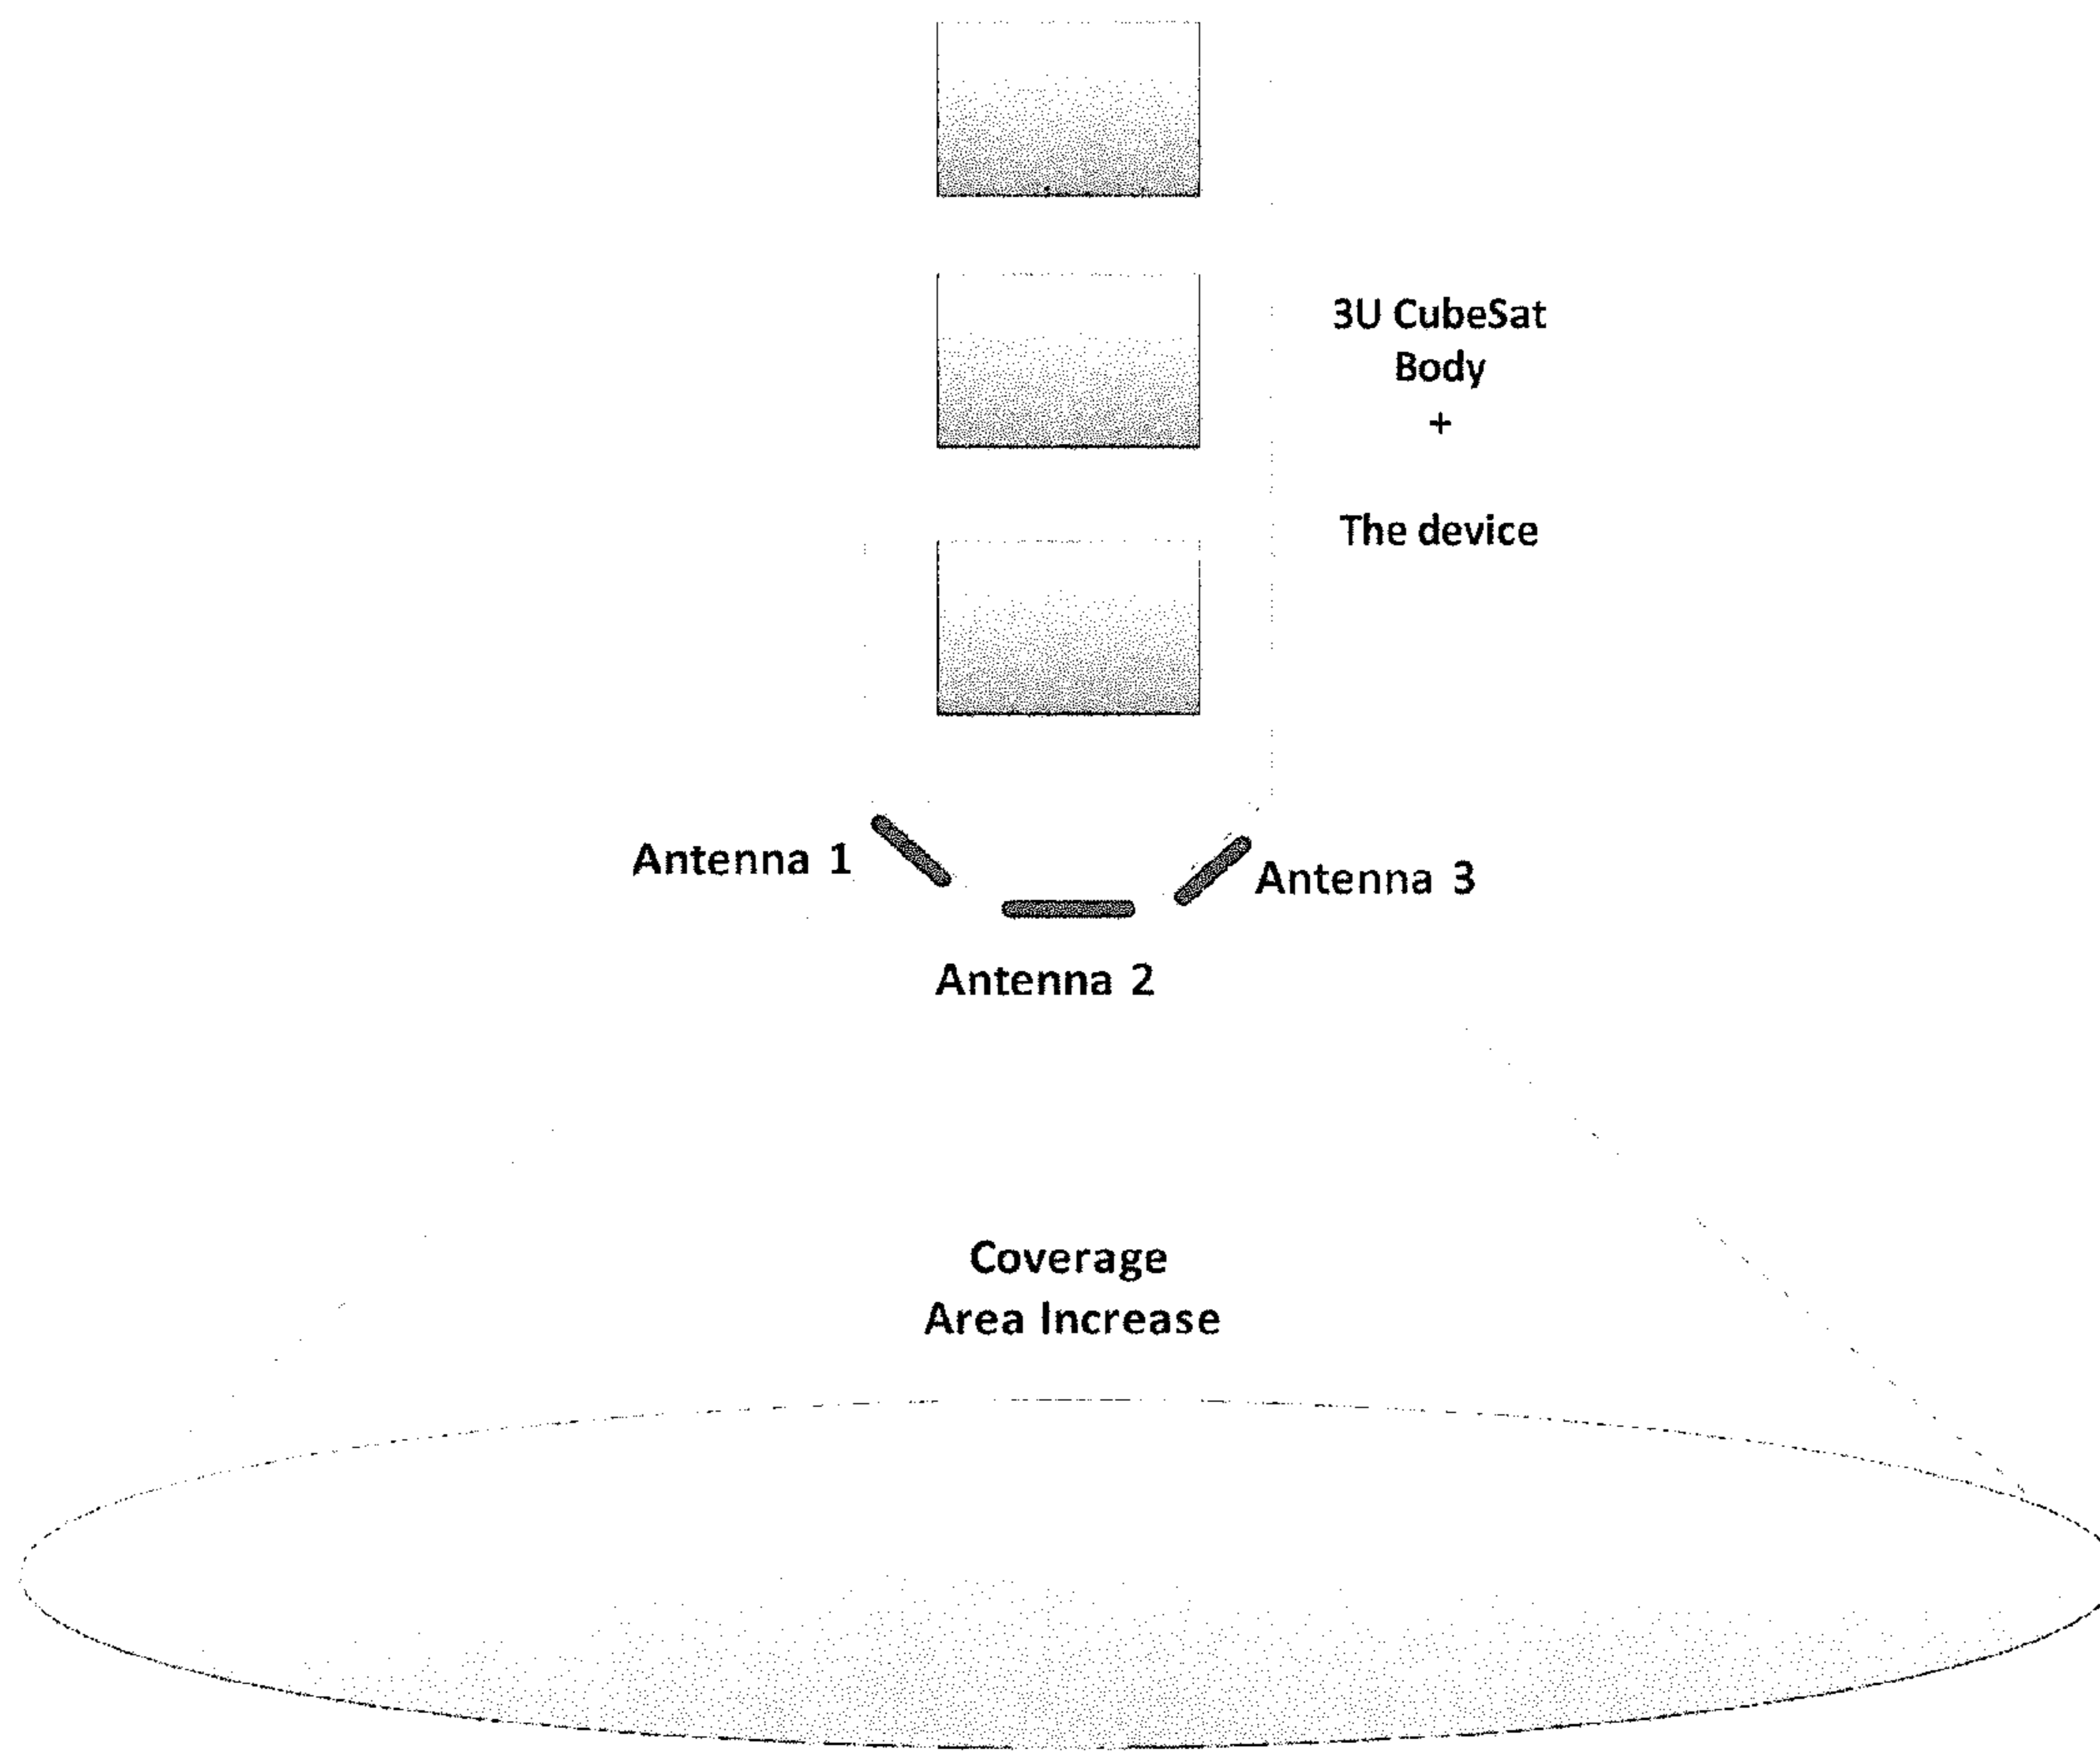 3U CubeSat
Body
+
The device
Antenna 1
Antenna 3
Antenna 2
Coverage
Area Increase